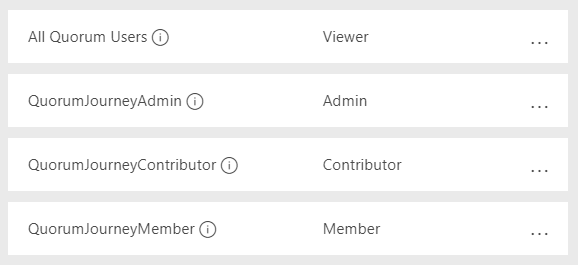 All Quorum Users Viewer ...
QuorumJourneyAdmin Admin ...
QuorumJourneyContributor Contributor ...
QuorumJourneyMember Member ...